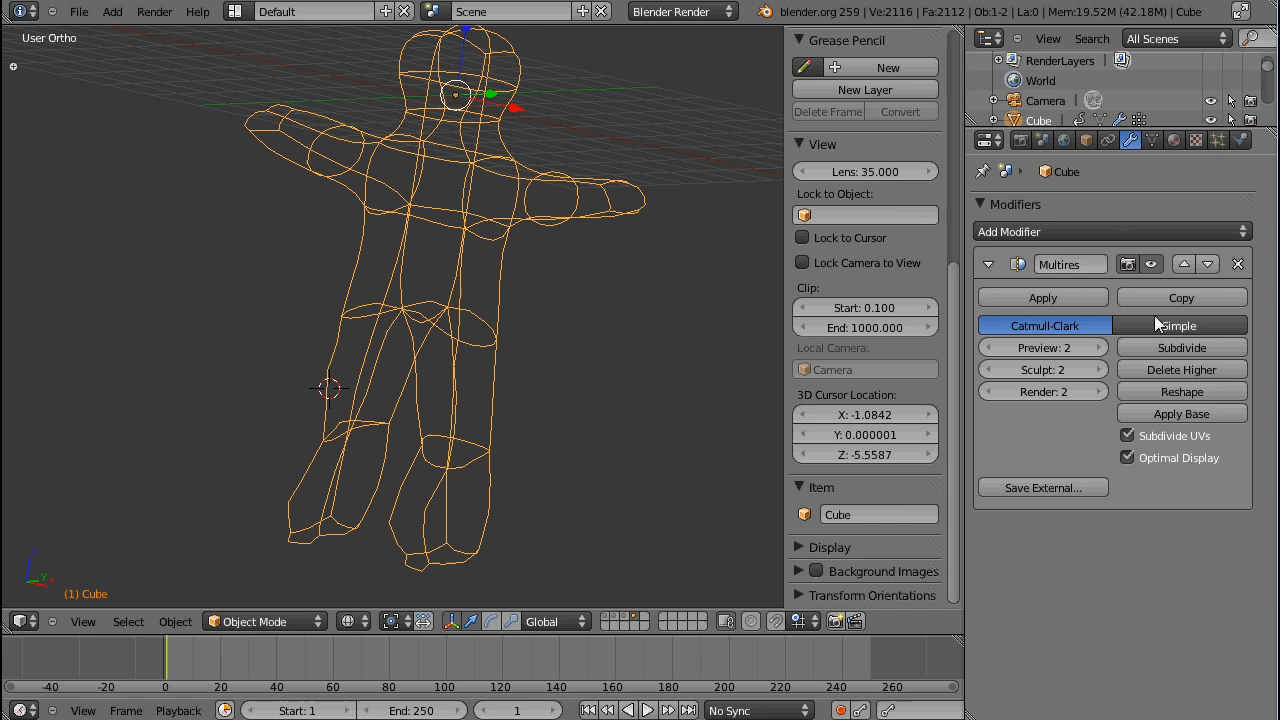 File Add Render Help Default Scene Blender Render blender.org 259 | Ve:2116 | Fa:2112 | Ob:1-2 | La:0 | Mem:19.52M (42.18M) | Cube
User Ortho
(1) Cube
Grease Pencil
New
New Layer
Delete Frame Convert
View
Lens: 35.000
Lock to Object:
Lock to Cursor
Lock Camera to View
Clip:
Start: 0.100
End: 1000.000
Local Camera:
Camera
3D Cursor Location:
X: -1.0842
Y: 0.000001
Z: -5.5587
Item
Cube
Display
Background Images
Transform Orientations
View Search All Scenes
RenderLayers
World
Camera
Cube
Cube
Modifiers
Add Modifier
Multires
Apply Copy
Catmull-Clark Simple
Preview: 2 Subdivide
Sculpt: 2 Delete Higher
Render: 2 Reshape
Apply Base
Subdivide UVs
Optimal Display
Save External...
View Select Object Object Mode Global
-40 -20 0 20 40 60 80 100 120 140 160 180 200 220 240 260
View Frame Playback Start: 1 End: 250 1 No Sync